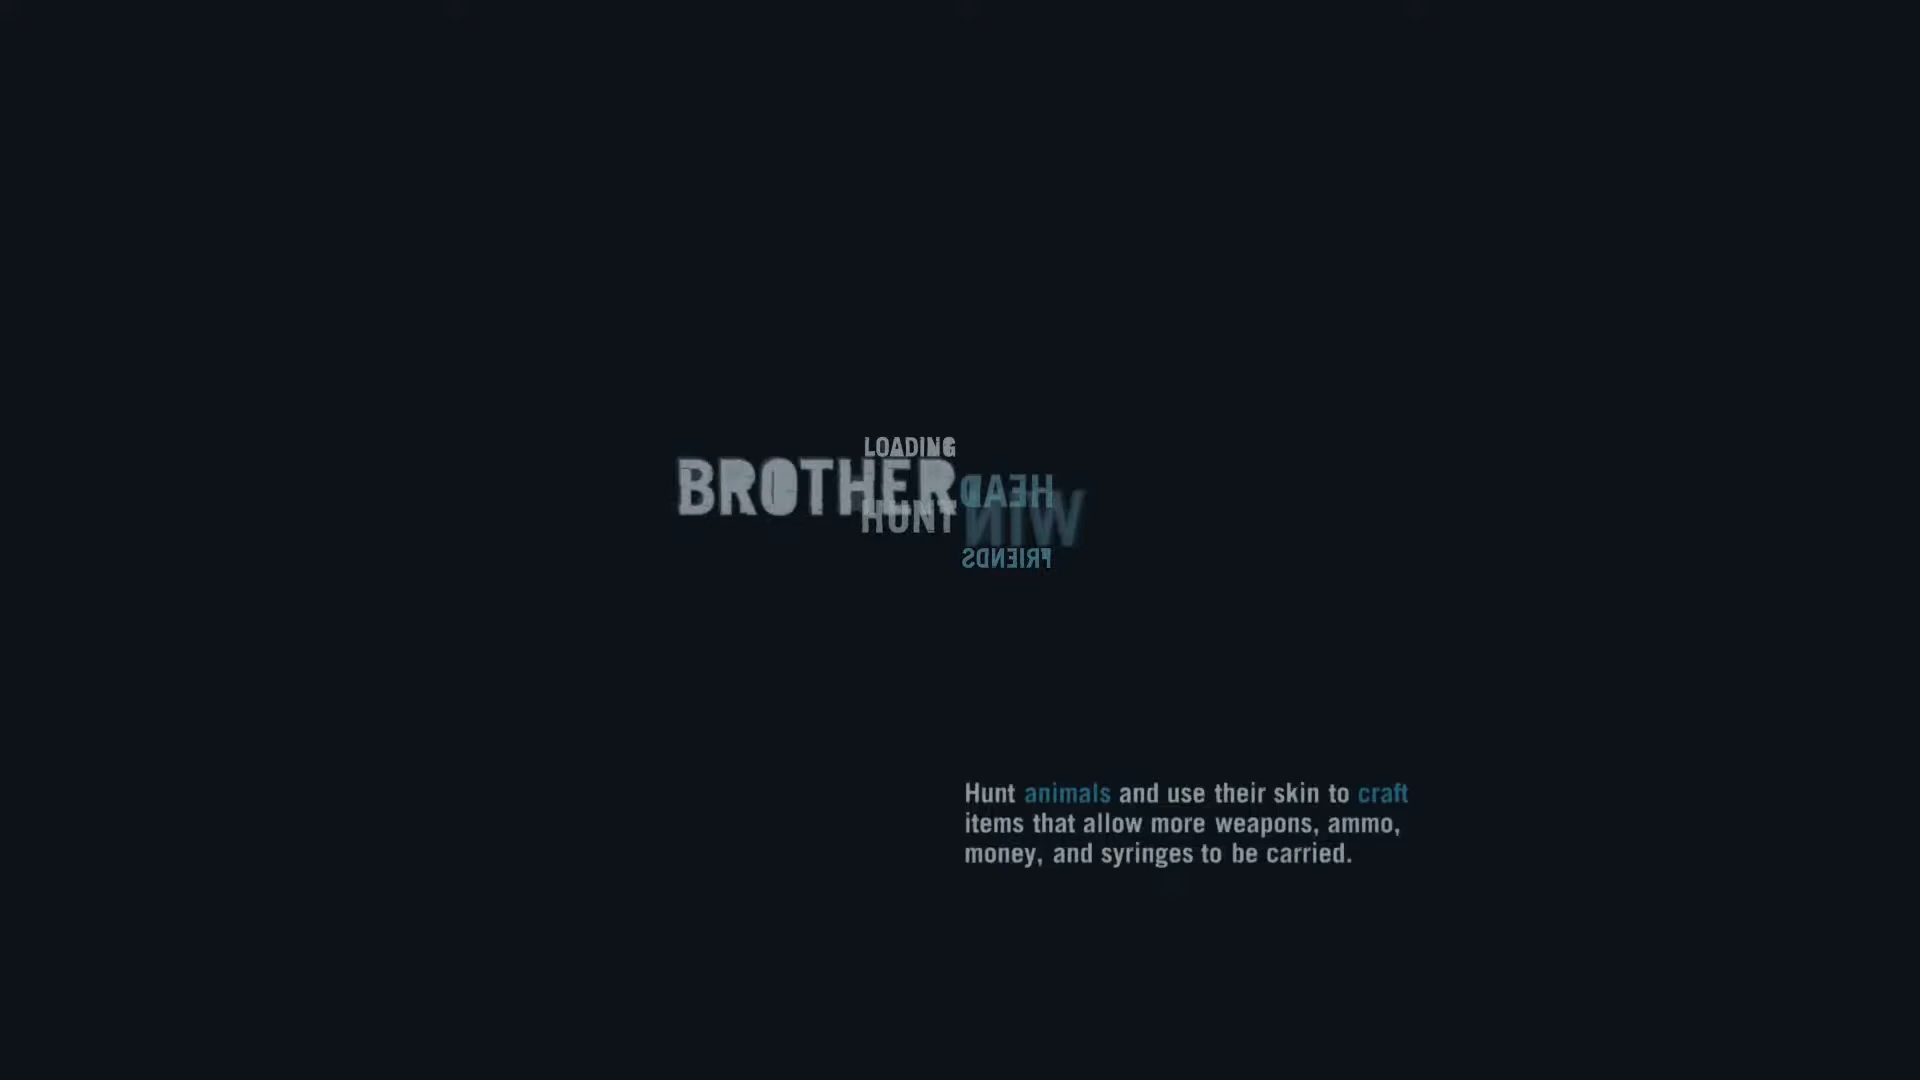 LOADING
BROTHER
HEAD
HUNT
WIN
FRIENDS
Hunt animals and use their skin to craft
items that allow more weapons, ammo,
money, and syringes to be carried.